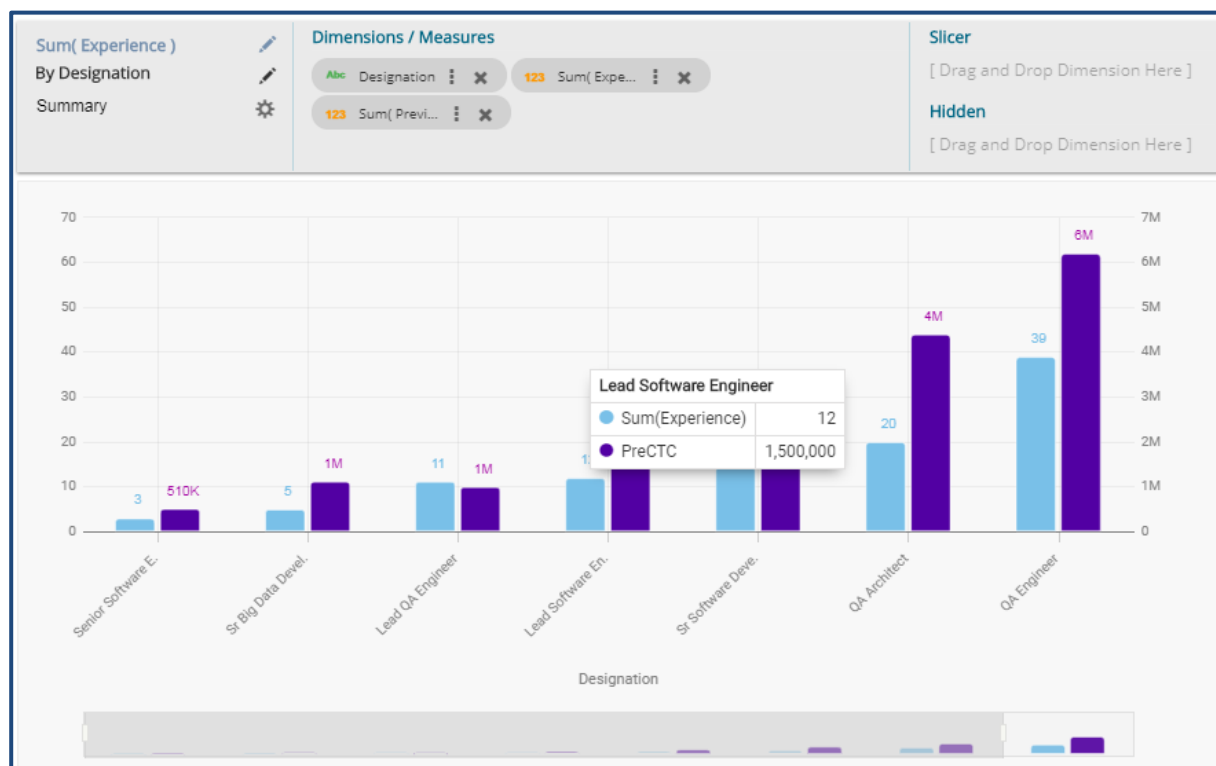 Sum( Experience )
By Designation
Summary
Dimensions / Measures
Abc Designation
123 Sum( Expe...
123 Sum( Previ...
Slicer
[ Drag and Drop Dimension Here ]
Hidden
[ Drag and Drop Dimension Here ]
70
60
50
40
30
20
10
0
7M
6M
5M
4M
3M
2M
1M
0
3
510K
5
1M
11
1M
20
4M
39
6M
Lead Software Engineer
Sum(Experience) 12
PreCTC 1,500,000
Senior Software E.
Sr Big Data Devel.
Lead QA Engineer
Lead Software En.
Sr Software Deve.
QA Architect
QA Engineer
Designation